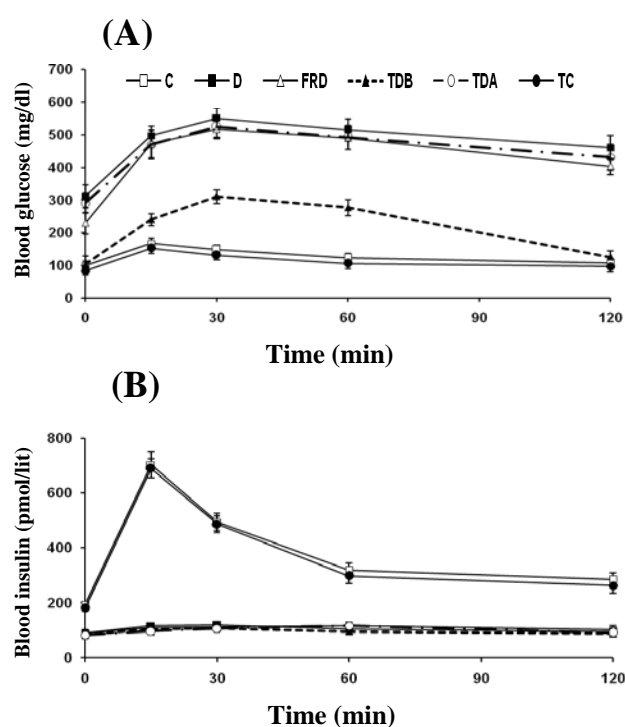 (A)
C D FRD TDB TDA TC
Blood glucose (mg/dl)
700
600
500
400
300
200
100
0
0 30 60 90 120
Time (min)
(B)
Blood insulin (pmol/lit)
800
600
400
200
0
0 30 60 90 120
Time (min)